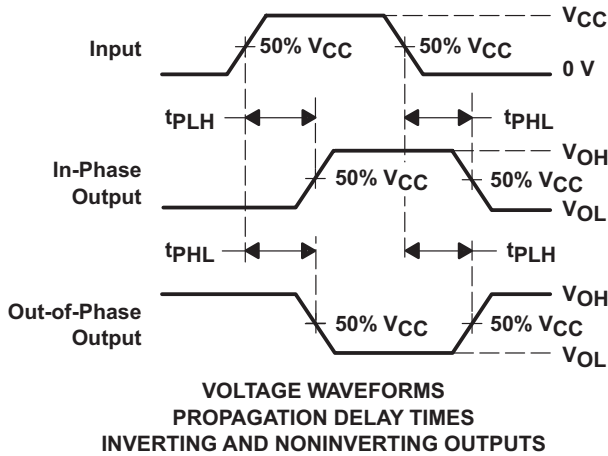 VCC
Input
50% VCC
50% VCC
0 V
tPLH
tPHL
VOH
In-Phase
Output
50% VCC
50% VCC
VOL
tPHL
tPLH
VOH
Out-of-Phase
Output
50% VCC
50% VCC
VOL
VOLTAGE WAVEFORMS
PROPAGATION DELAY TIMES
INVERTING AND NONINVERTING OUTPUTS